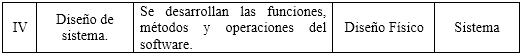 IV
Diseño de
sistema.
Se desarrollan las funciones,
métodos y operaciones del
software.
Diseño Físico
Sistema